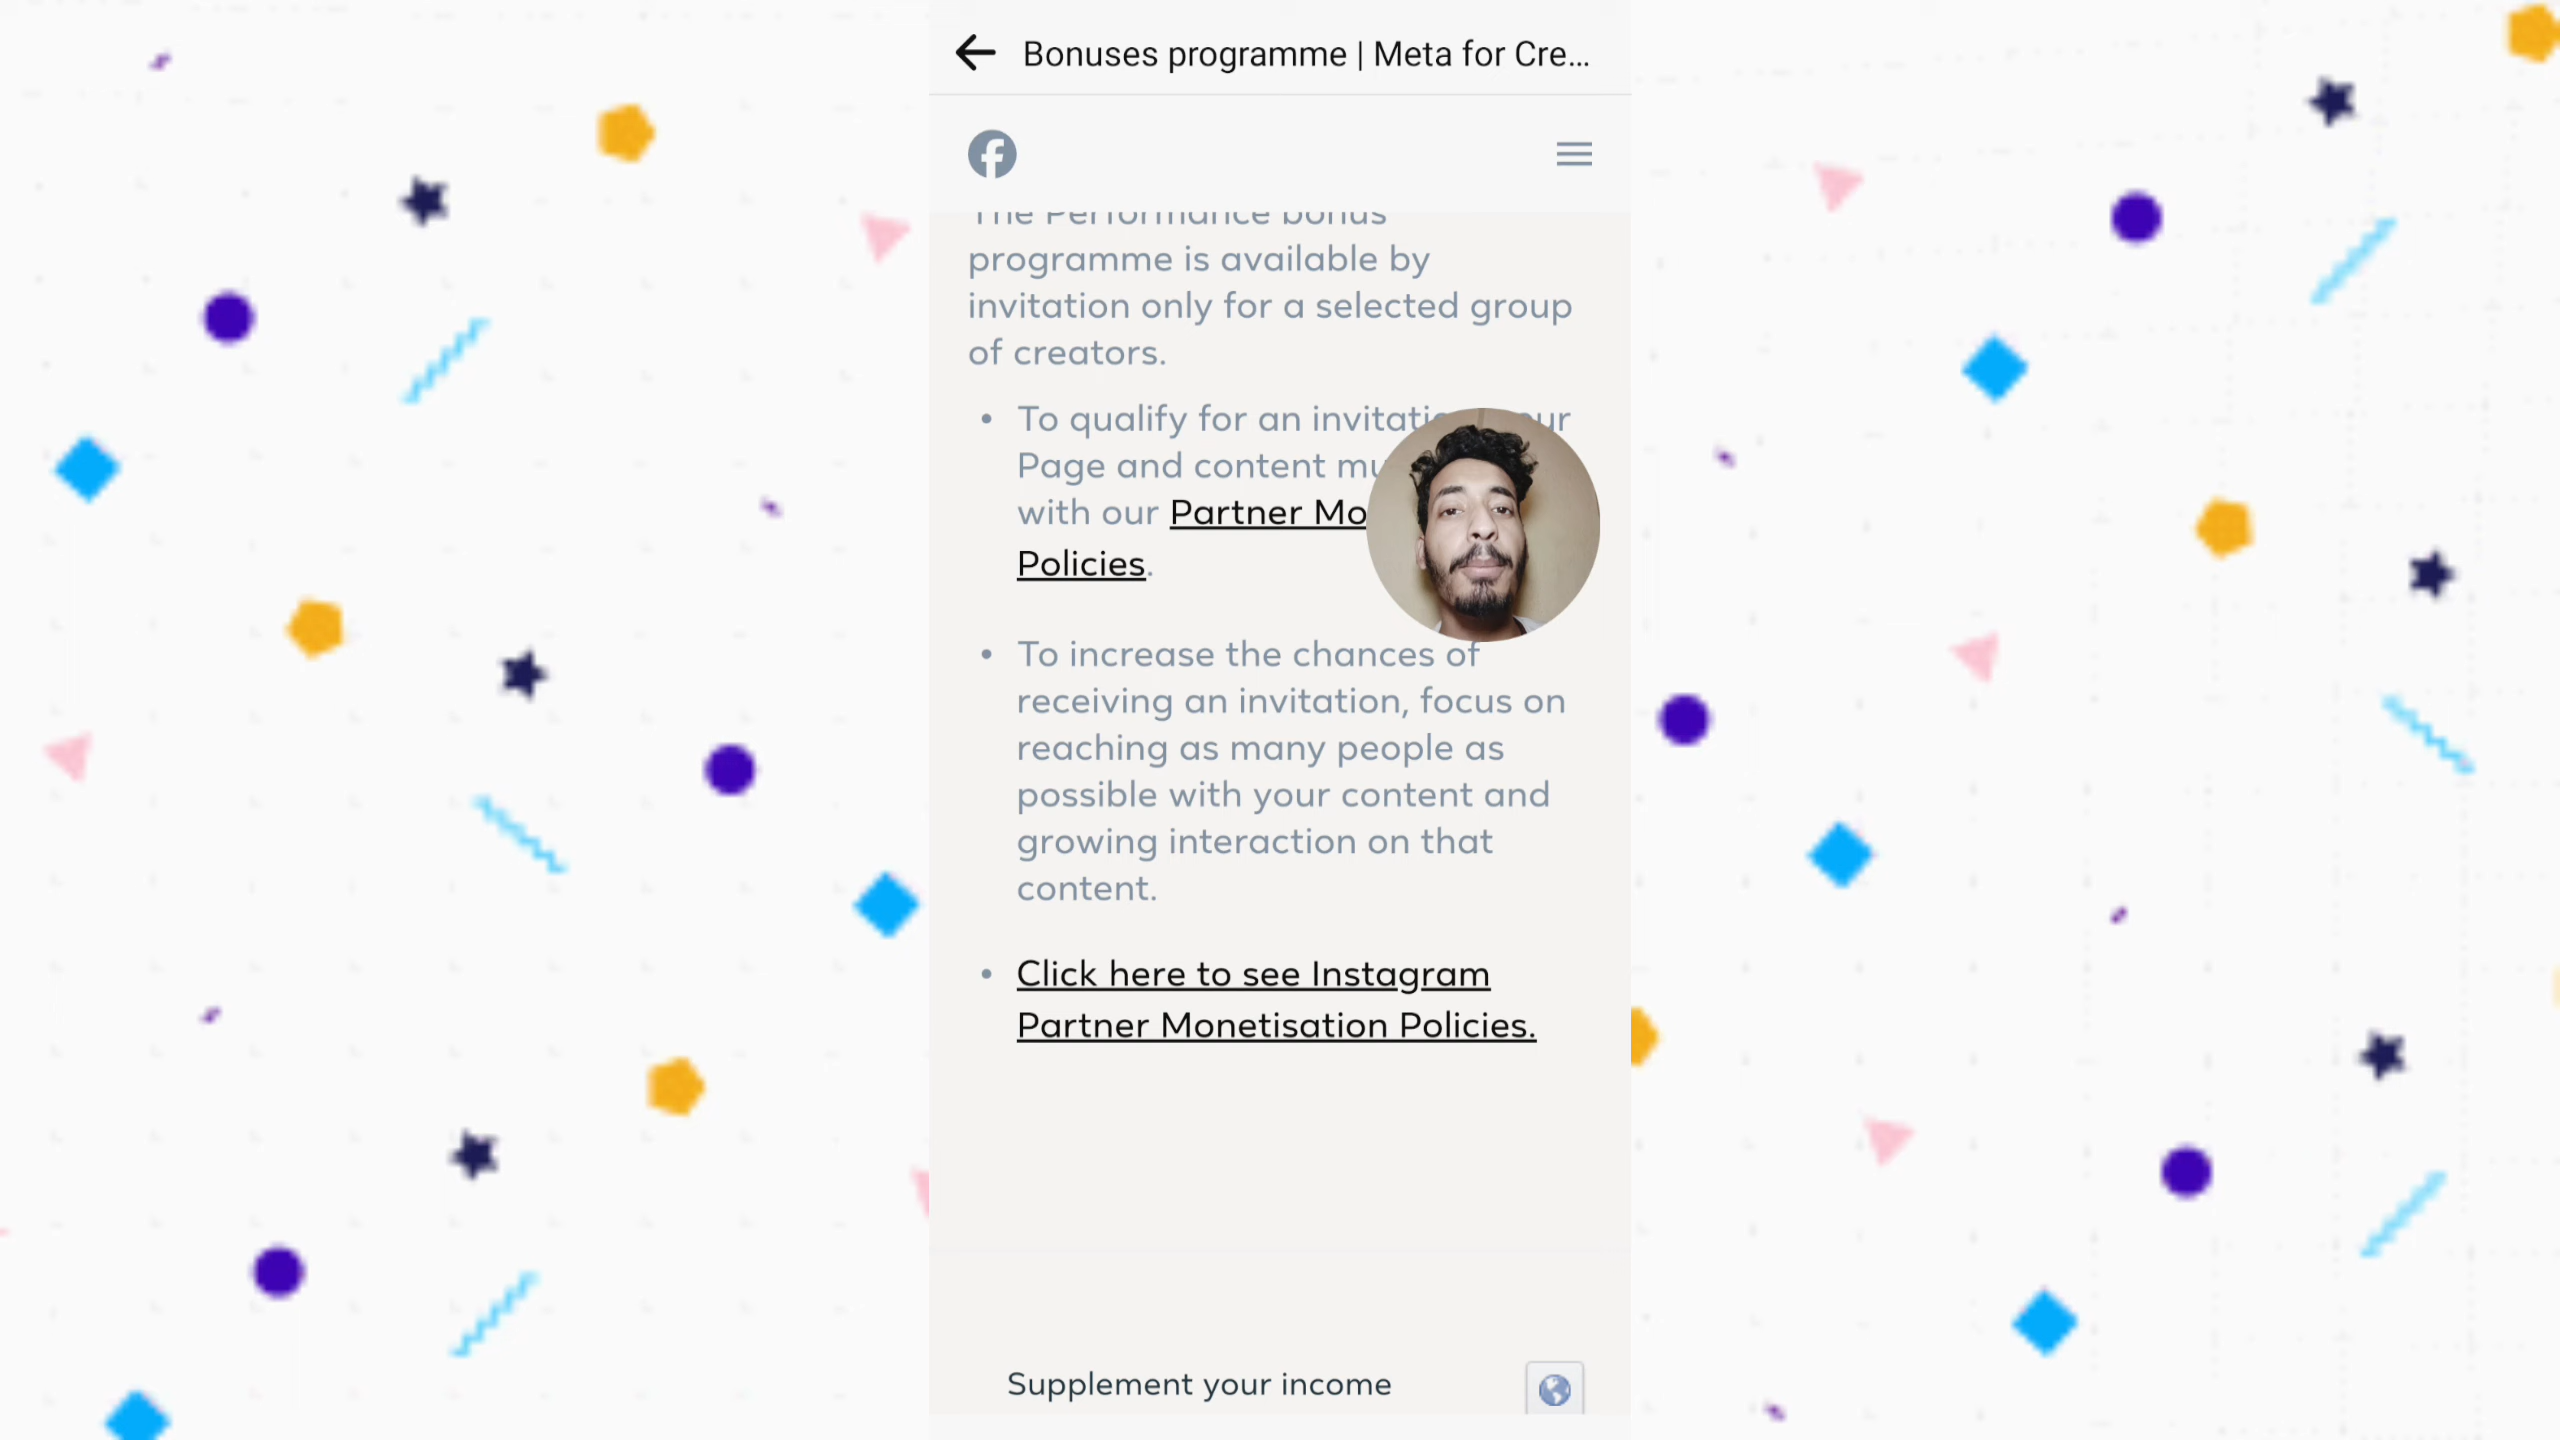 Bonuses programme | Meta for Cre...
The Performance bonus
programme is available by
invitation only for a selected group
of creators.
• To qualify for an invitati
Page and content mu
with our Partner Mo
Policies.
• To increase the chances of
receiving an invitation, focus on
reaching as many people as
possible with your content and
growing interaction on that
content.
• Click here to see Instagram
Partner Monetisation Policies.
Supplement your income